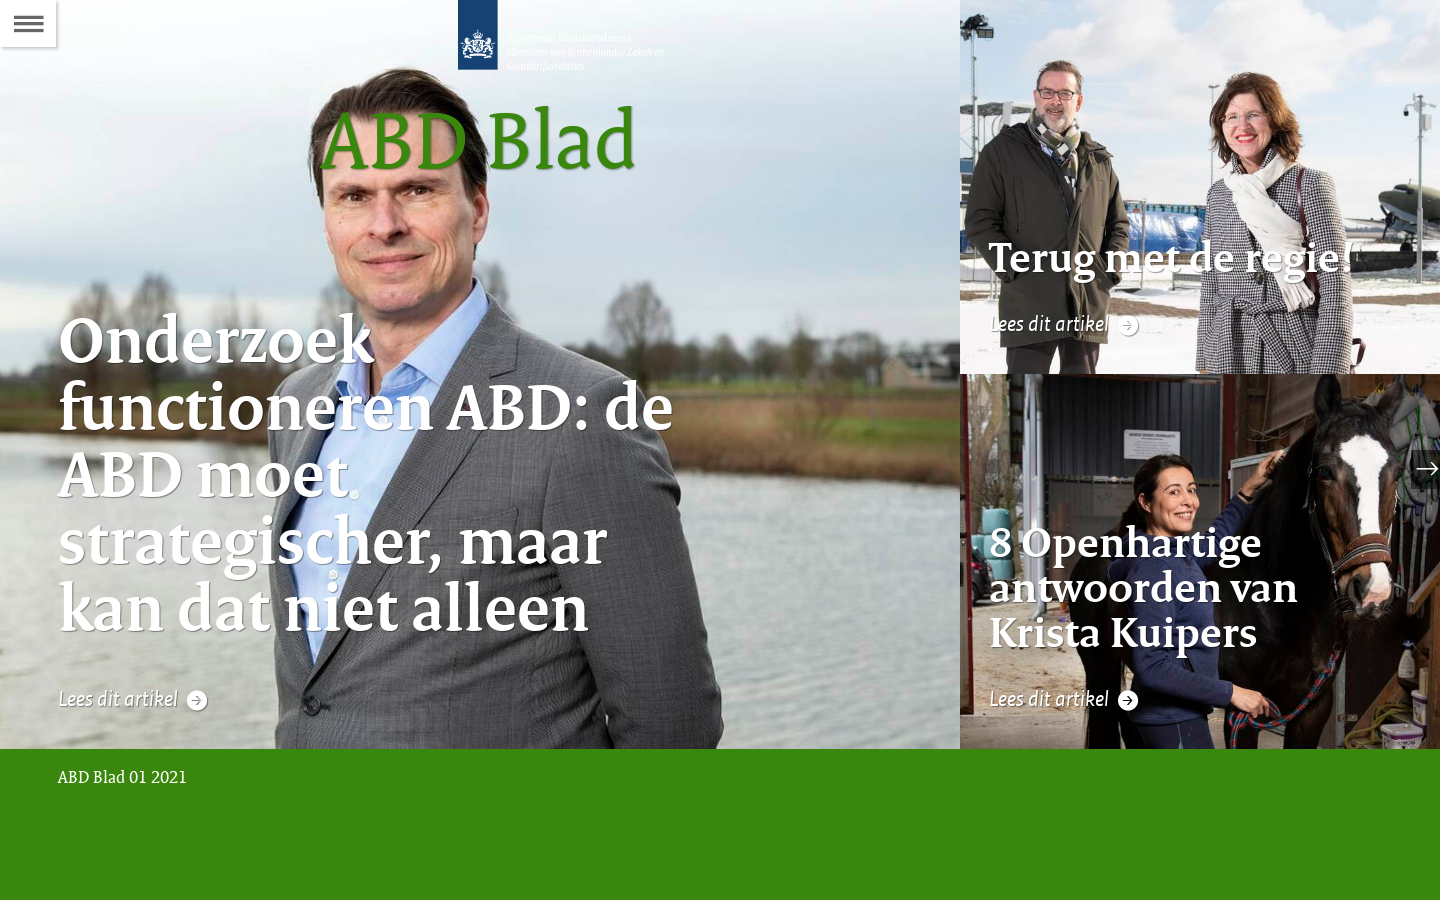 Algemene Bestuursdienst
Ministerie van Binnenlandse Zaken en
Koninkrijksrelaties
ABD Blad
Onderzoek
functioneren ABD: de
ABD moet
strategischer, maar
kan dat niet alleen
Lees dit artikel
Terug met de regie!
Lees dit artikel
8 Openhartige
antwoorden van
Krista Kuipers
Lees dit artikel
ABD Blad 01 2021